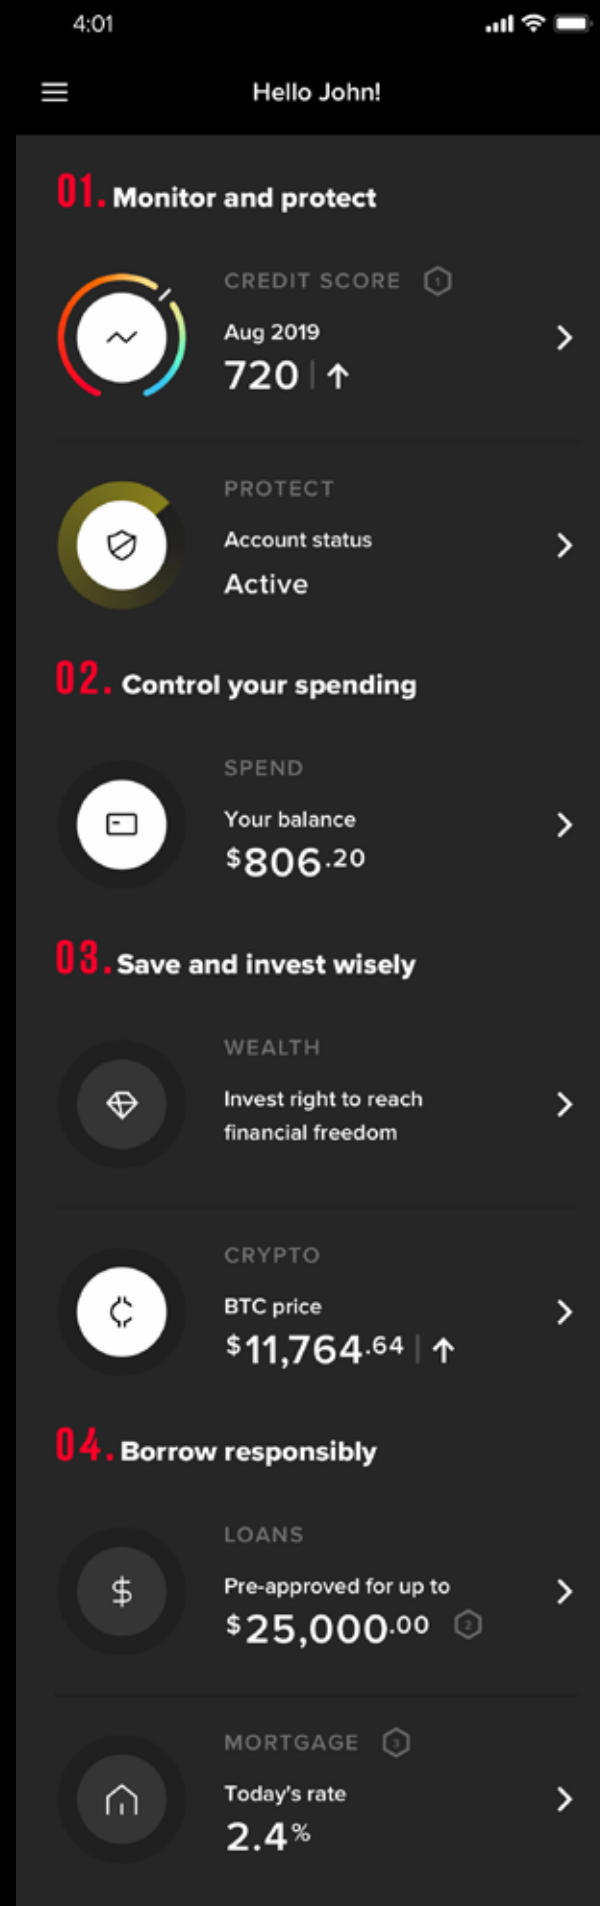 4:01
Hello John!
01. Monitor and protect
CREDIT SCORE 1
Aug 2019
720
PROTECT
Account status
Active
02. Control your spending
SPEND
Your balance
$806.20
03. Save and invest wisely
WEALTH
Invest right to reach
financial freedom
CRYPTO
BTC price
$11,764.64
04. Borrow responsibly
LOANS
Pre-approved for up to
$25,000.00 2
MORTGAGE 3
Today's rate
2.4%